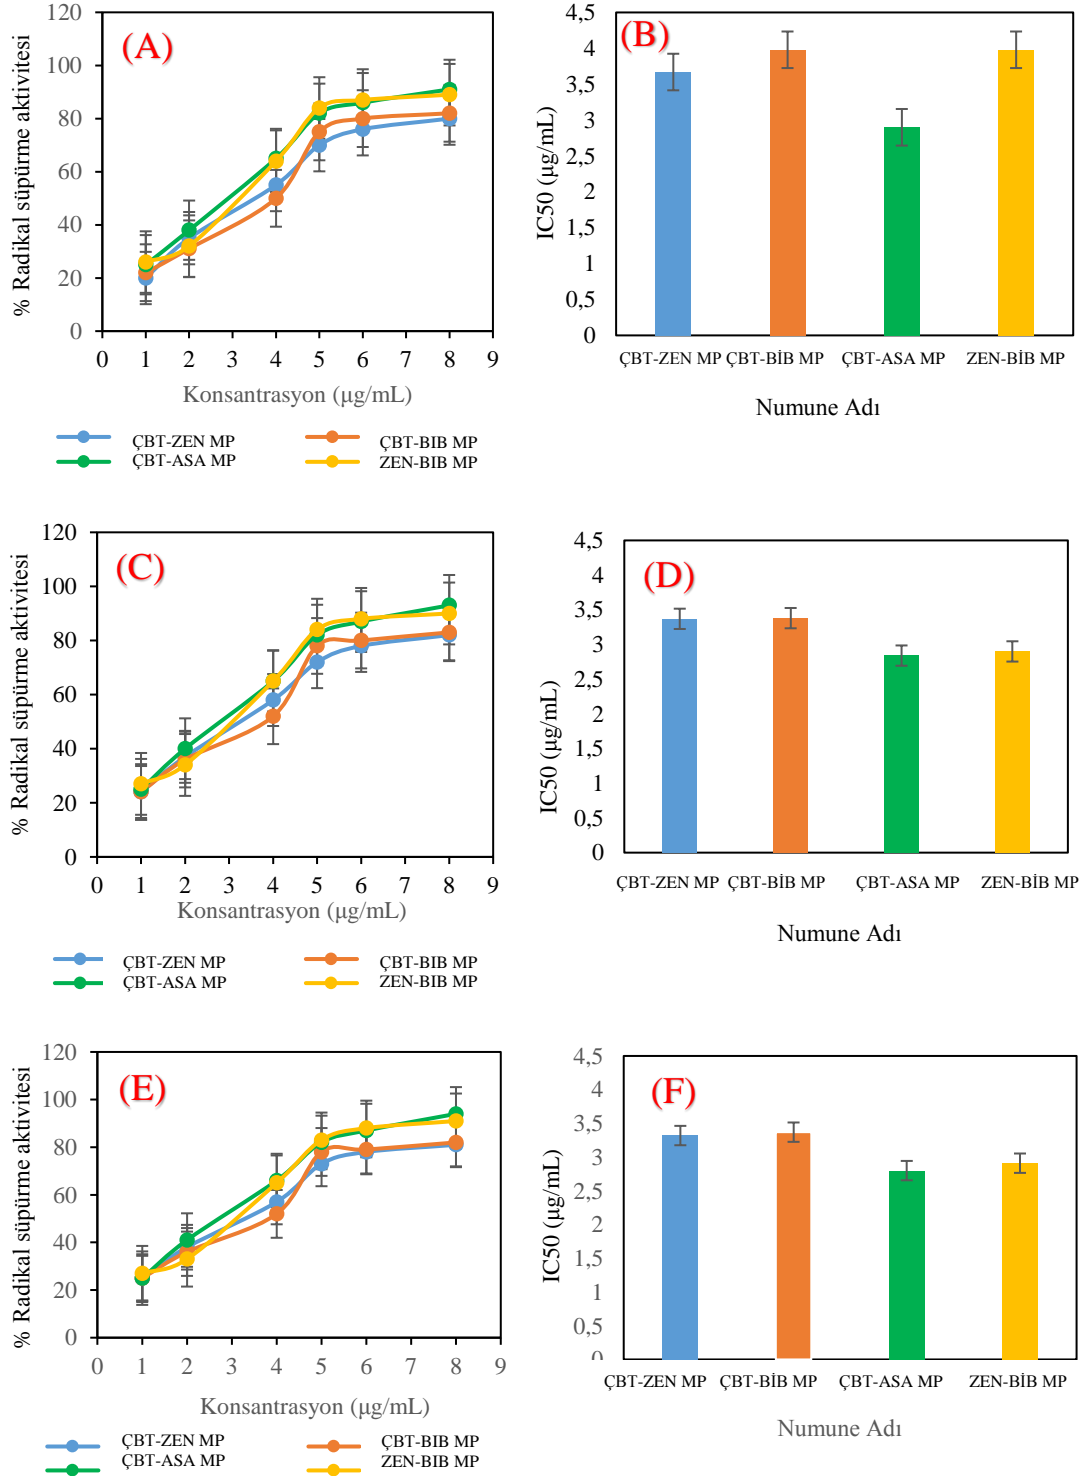 (A)
% Radikal süpürme aktivitesi
120
100
80
60
40
20
0
0 1 2 3 4 5 6 7 8 9
Konsantrasyon (µg/mL)
ÇBT-ZEN MP ÇBT-BIB MP
ÇBT-ASA MP ZEN-BIB MP
(B)
IC50 (µg/mL)
4,5
4
3,5
3
2,5
2
1,5
1
0,5
0
ÇBT-ZEN MP ÇBT-BİB MP ÇBT-ASA MP ZEN-BİB MP
Numune Adı
(C)
% Radikal süpürme aktivitesi
120
100
80
60
40
20
0
0 1 2 3 4 5 6 7 8 9
Konsantrasyon (µg/mL)
ÇBT-ZEN MP ÇBT-BIB MP
ÇBT-ASA MP ZEN-BIB MP
(D)
IC50 (µg/mL)
4,5
4
3,5
3
2,5
2
1,5
1
0,5
0
ÇBT-ZEN MP ÇBT-BİB MP ÇBT-ASA MP ZEN-BİB MP
Numune Adı
(E)
% Radikal süpürme aktivitesi
120
100
80
60
40
20
0
0 1 2 3 4 5 6 7 8 9
Konsantrasyon (µg/mL)
ÇBT-ZEN MP ÇBT-BIB MP
ÇBT-ASA MP ZEN-BIB MP
(F)
IC50 (µg/mL)
4,5
4
3,5
3
2,5
2
1,5
1
0,5
0
ÇBT-ZEN MP ÇBT-BİB MP ÇBT-ASA MP ZEN-BİB MP
Numune Adı